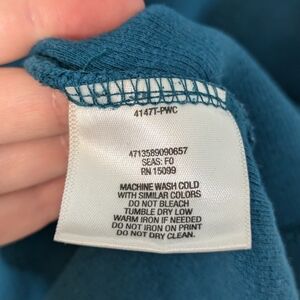 4147T-PWC
4713589090657
SEAS: F0
RN 15099
MACHINE WASH COLD
WITH SIMILAR COLORS
DO NOT BLEACH
TUMBLE DRY LOW
WARM IRON IF NEEDED
DO NOT IRON ON PRINT
DO NOT DRY CLEAN.